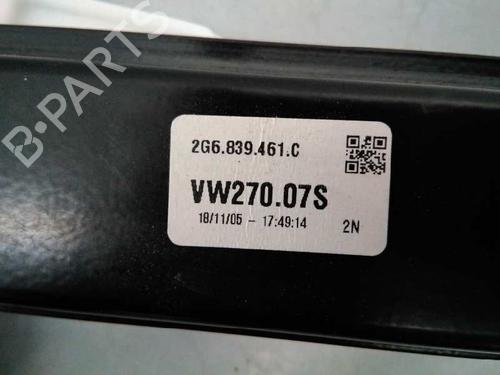 2G6.839.461.C
VW270.07S
18/11/05 - 17:49:14 2N
B-PARTS